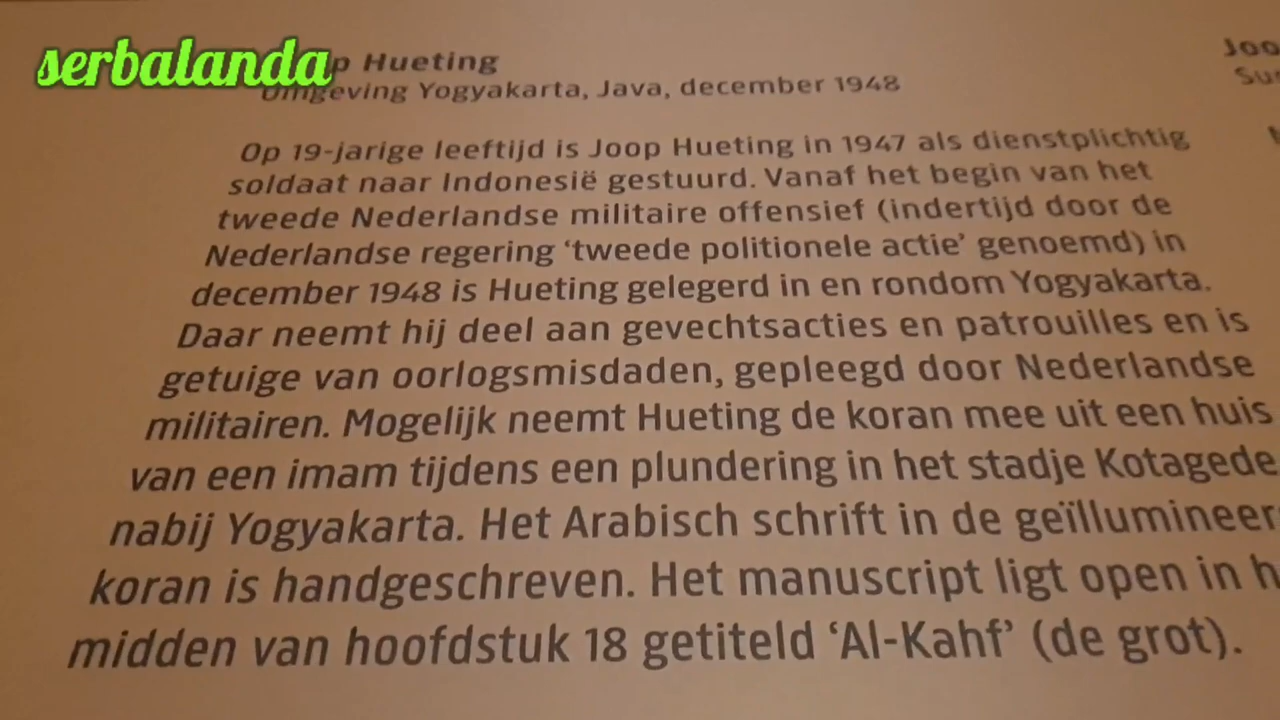 serbalanda
Hueting
Omgeving Yogyakarta, Java, december 1948
Op 19-jarige leeftijd is Joop Hueting in 1947 als dienstplichtig
soldaat naar Indonesië gestuurd. Vanaf het begin van het
tweede Nederlandse militaire offensief (indertijd door de
Nederlandse regering ‘tweede politionele actie’ genoemd) in
december 1948 is Hueting gelegerd in en rondom Yogyakarta.
Daar neemt hij deel aan gevechtsacties en patrouilles en is
getuige van oorlogsmisdaden, gepleegd door Nederlandse
militairen. Mogelijk neemt Hueting de koran mee uit een huis
van een imam tijdens een plundering in het stadje Kotagede
nabij Yogyakarta. Het Arabisch schrift in de
koran is handgeschreven. Het manuscript ligt open in
midden van hoofdstuk 18 getiteld ‘Al-Kahf’ (de grot).